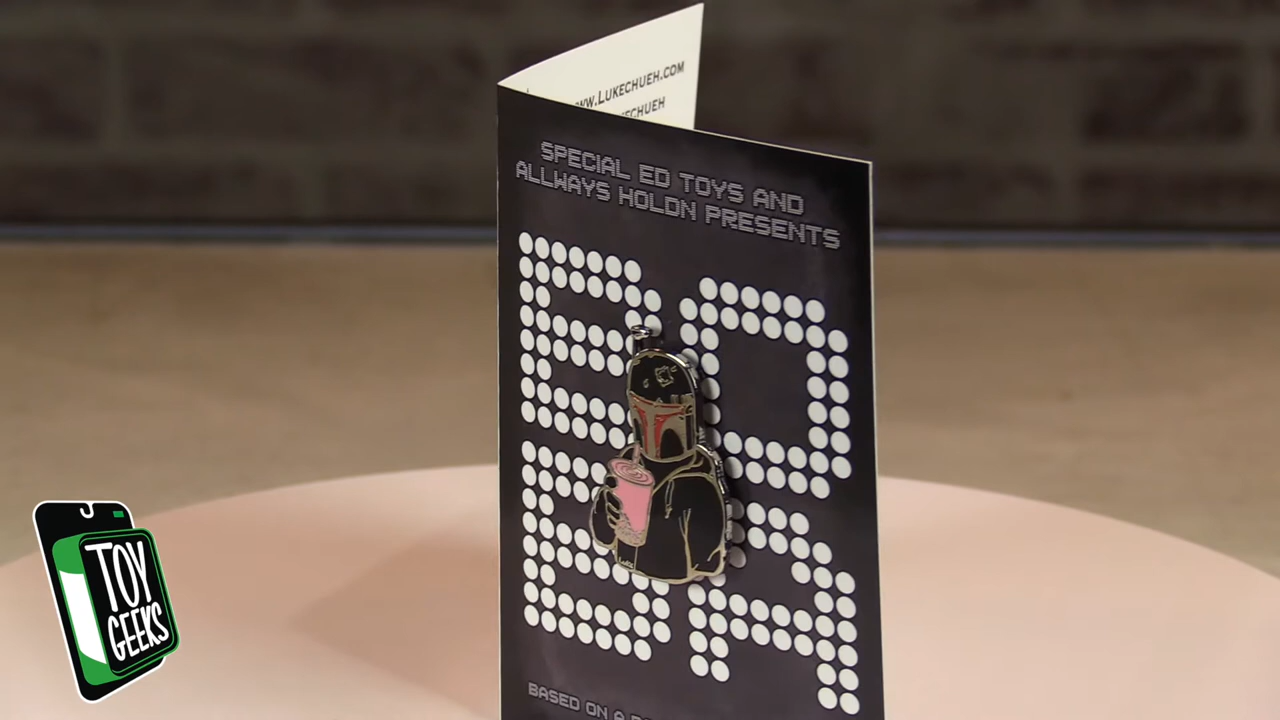 www.Lukechueh.com
SPECIAL ED TOYS AND
ALLWAYS HOLDN PRESENTS
BO
BA
BASED ON A
TOY
GEEKS